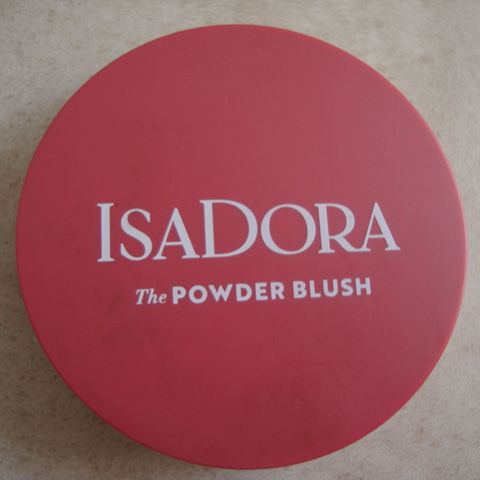 ISADORA
The POWDER BLUSH